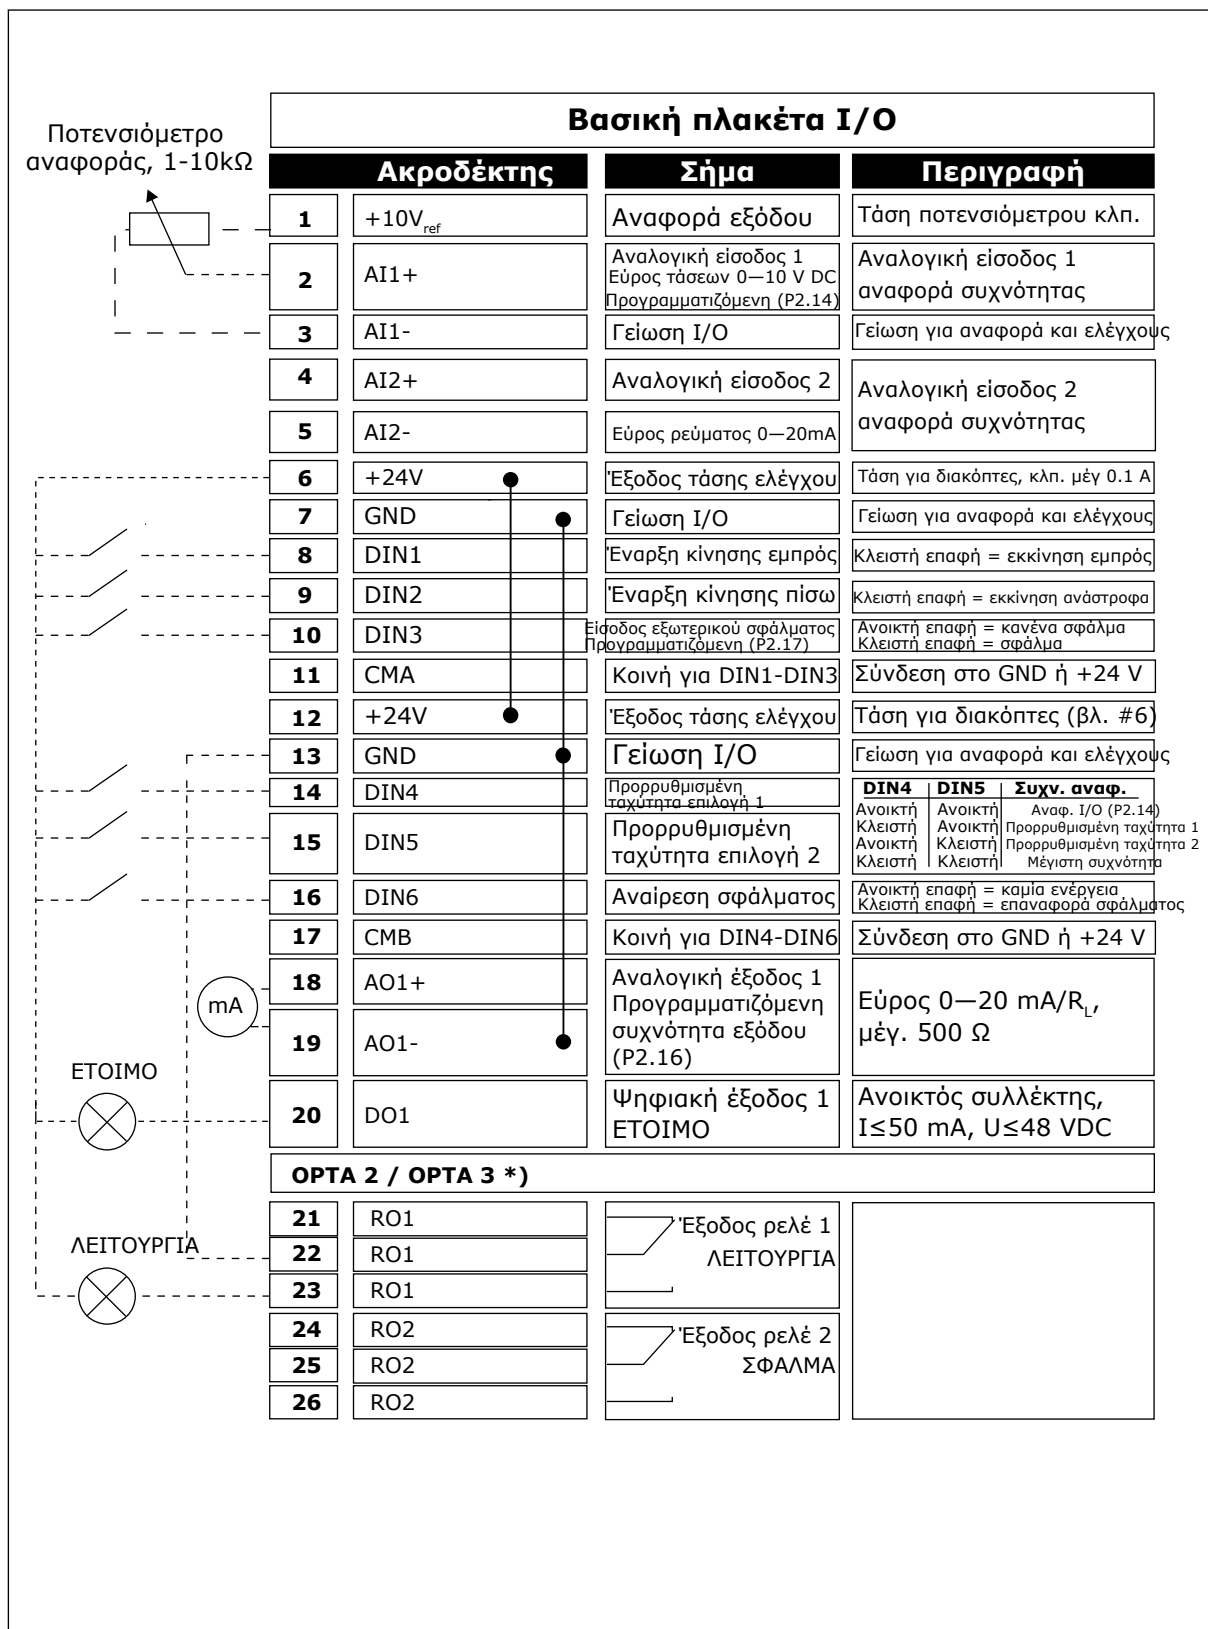 Βασική πλακέτα I/O
Ποτενσιόμετρο
αναφοράς, 1-10kΩ
Ακροδέκτης Σήμα Περιγραφή
1 +10Vref Αναφορά εξόδου Τάση ποτενσιόμετρου κλπ.
2 AI1+
Αναλογική είσοδος 1
Εύρος τάσεων 0—10 V DC
Προγραμματιζόμενη (P2.14)
Αναλογική είσοδος 1
αναφορά συχνότητας
3 AI1- Γείωση I/O Γείωση για αναφορά και ελέγχους
4 AI2+ Αναλογική είσοδος 2
Αναλογική είσοδος 2
αναφορά συχνότητας
5 AI2- Εύρος ρεύματος 0—20mA
6 +24V Έξοδος τάσης ελέγχου Τάση για διακόπτες, κλπ. μέγ 0.1 A
7 GND Γείωση I/O Γείωση για αναφορά και ελέγχους
8 DIN1 Έναρξη κίνησης εμπρός Κλειστή επαφή = εκκίνηση εμπρός
9 DIN2 Έναρξη κίνησης πίσω Κλειστή επαφή = εκκίνηση ανάστροφα
10 DIN3
Είσοδος εξωτερικού σφάλματος
Προγραμματιζόμενη (P2.17)
Ανοικτή επαφή = κανένα σφάλμα
Κλειστή επαφή = σφάλμα
11 CMA Κοινή για DIN1-DIN3 Σύνδεση στο GND ή +24 V
12 +24V Έξοδος τάσης ελέγχου Τάση για διακόπτες (βλ. #6)
13 GND Γείωση I/O Γείωση για αναφορά και ελέγχους
14 DIN4
Προρρυθμισμένη
ταχύτητα επιλογή 1
DIN4 DIN5 Συχν. αναφ.
Ανοικτή Ανοικτή Αναφ. I/O (P2.14)
Κλειστή Ανοικτή Προρρυθμισμένη ταχύτητα 1
Ανοικτή Κλειστή Προρρυθμισμένη ταχύτητα 2
Κλειστή Κλειστή Μέγιστη συχνότητα
15 DIN5
Προρρυθμισμένη
ταχύτητα επιλογή 2
16 DIN6 Αναίρεση σφάλματος
Ανοικτή επαφή = καμία ενέργεια
Κλειστή επαφή = επαναφορά σφάλματος
17 CMB Κοινή για DIN4-DIN6 Σύνδεση στο GND ή +24 V
18 AO1+
Αναλογική έξοδος 1
Προγραμματιζόμενη
συχνότητα εξόδου
(P2.16)
Εύρος 0—20 mA/RL,
μέγ. 500 Ω
mA
19 AO1-
ΕΤΟΙΜΟ
20 DO1
Ψηφιακή έξοδος 1
ΕΤΟΙΜΟ
Ανοικτός συλλέκτης,
I≤50 mA, U≤48 VDC
OPTA 2 / OPTA 3 *)
21 RO1
Έξοδος ρελέ 1
ΛΕΙΤΟΥΡΓΙΑ
ΛΕΙΤΟΥΡΓΙΑ
22 RO1
23 RO1
24 RO2
Έξοδος ρελέ 2
ΣΦΑΛΜΑ
25 RO2
26 RO2